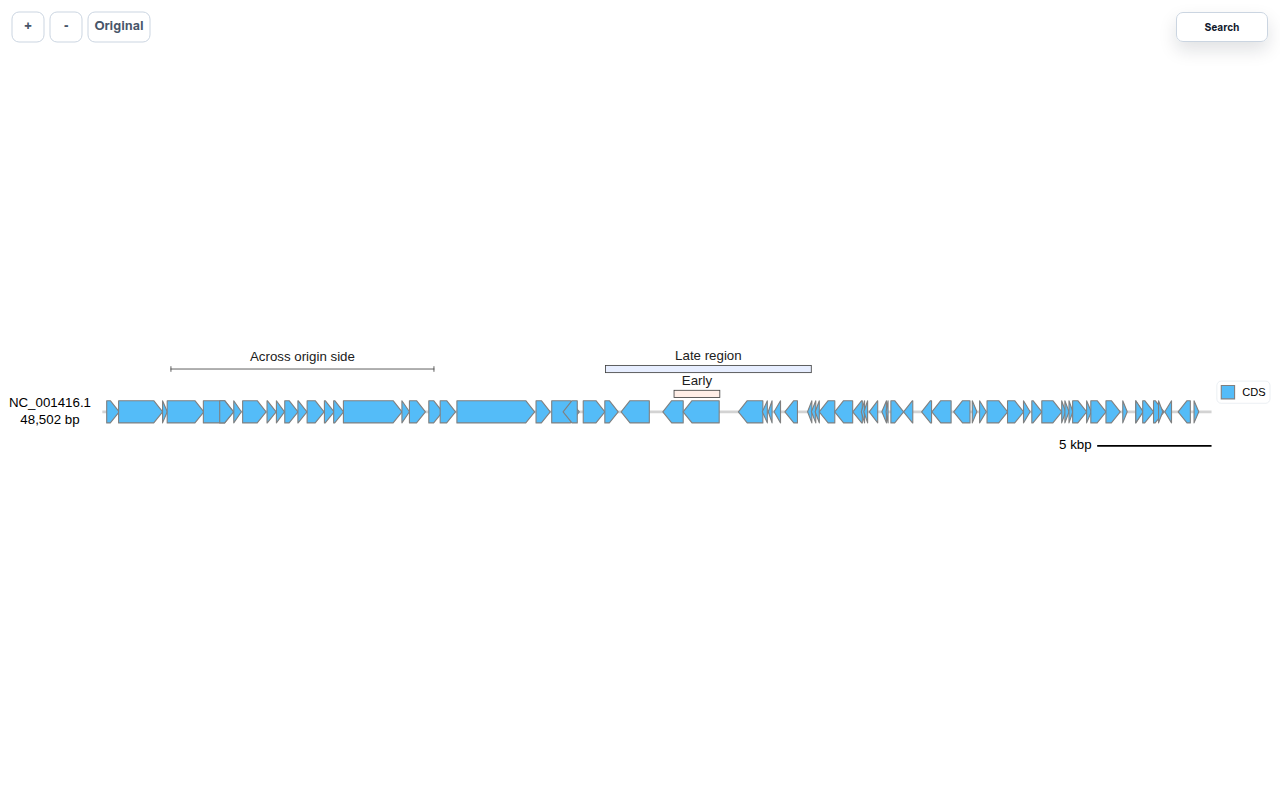 +
-
Original
Search
Across origin side
Late region
Early
NC_001416.1
48,502 bp
CDS
5 kbp